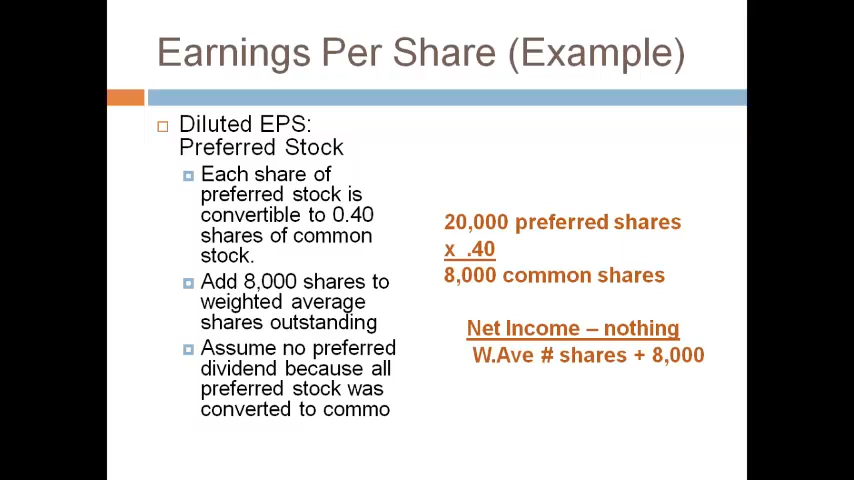 Earnings Per Share (Example)
Diluted EPS:
Preferred Stock
Each share of
preferred stock is
convertible to 0.40
shares of common
stock.
Add 8,000 shares to
weighted average
shares outstanding
Assume no preferred
dividend because all
preferred stock was
converted to commo
20,000 preferred shares
x .40
8,000 common shares
Net Income – nothing
W.Ave # shares + 8,000